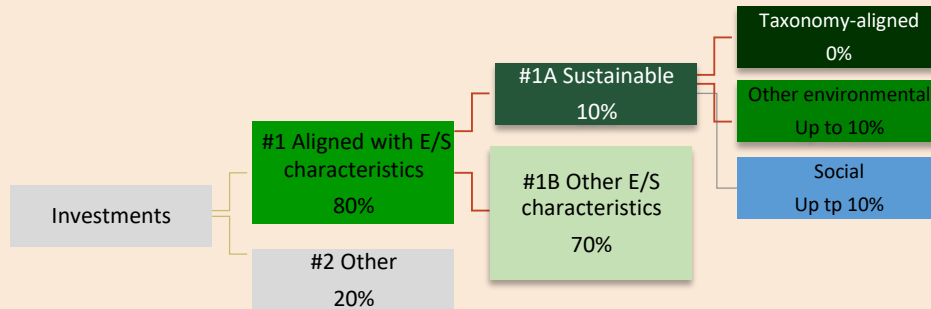 Investments
#1 Aligned with E/S
characteristics
80%
#2 Other
20%
#1A Sustainable
10%
#1B Other E/S
characteristics
70%
Taxonomy-aligned
0%
Other environmental
Up to 10%
Social
Up tp 10%